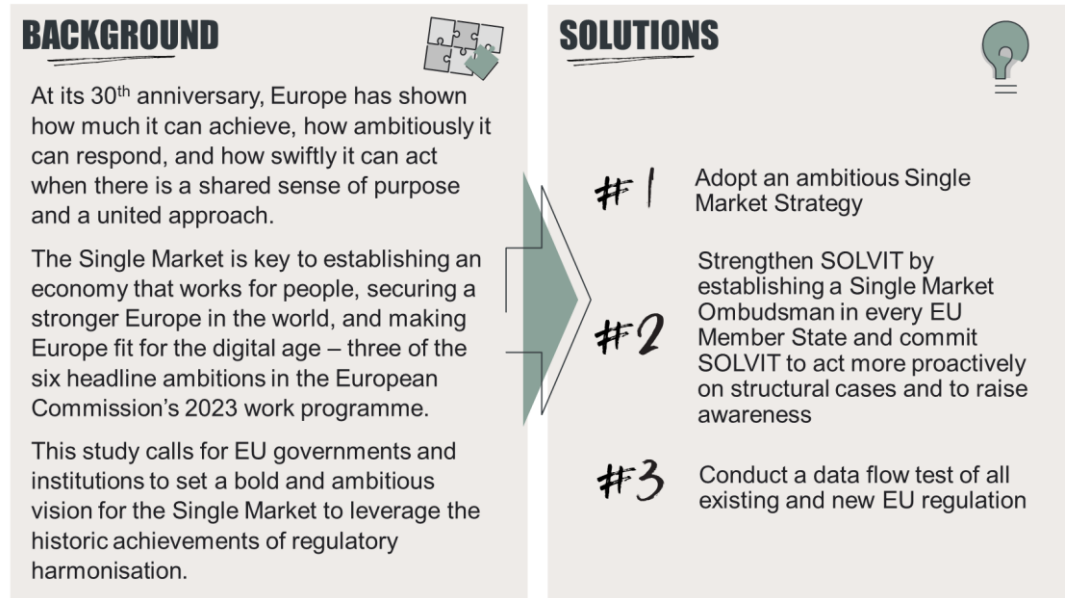 BACKGROUND
At its 30th anniversary, Europe has shown
how much it can achieve, how ambitiously it
can respond, and how swiftly it can act
when there is a shared sense of purpose
and a united approach.
The Single Market is key to establishing an
economy that works for people, securing a
stronger Europe in the world, and making
Europe fit for the digital age – three of the
six headline ambitions in the European
Commission's 2023 work programme.
This study calls for EU governments and
institutions to set a bold and ambitious
vision for the Single Market to leverage the
historic achievements of regulatory
harmonisation.
SOLUTIONS
#1
Adopt an ambitious Single
Market Strategy
#2
Strengthen SOLVIT by
establishing a Single Market
Ombudsman in every EU
Member State and commit
SOLVIT to act more proactively
on structural cases and to raise
awareness
#3
Conduct a data flow test of all
existing and new EU regulation